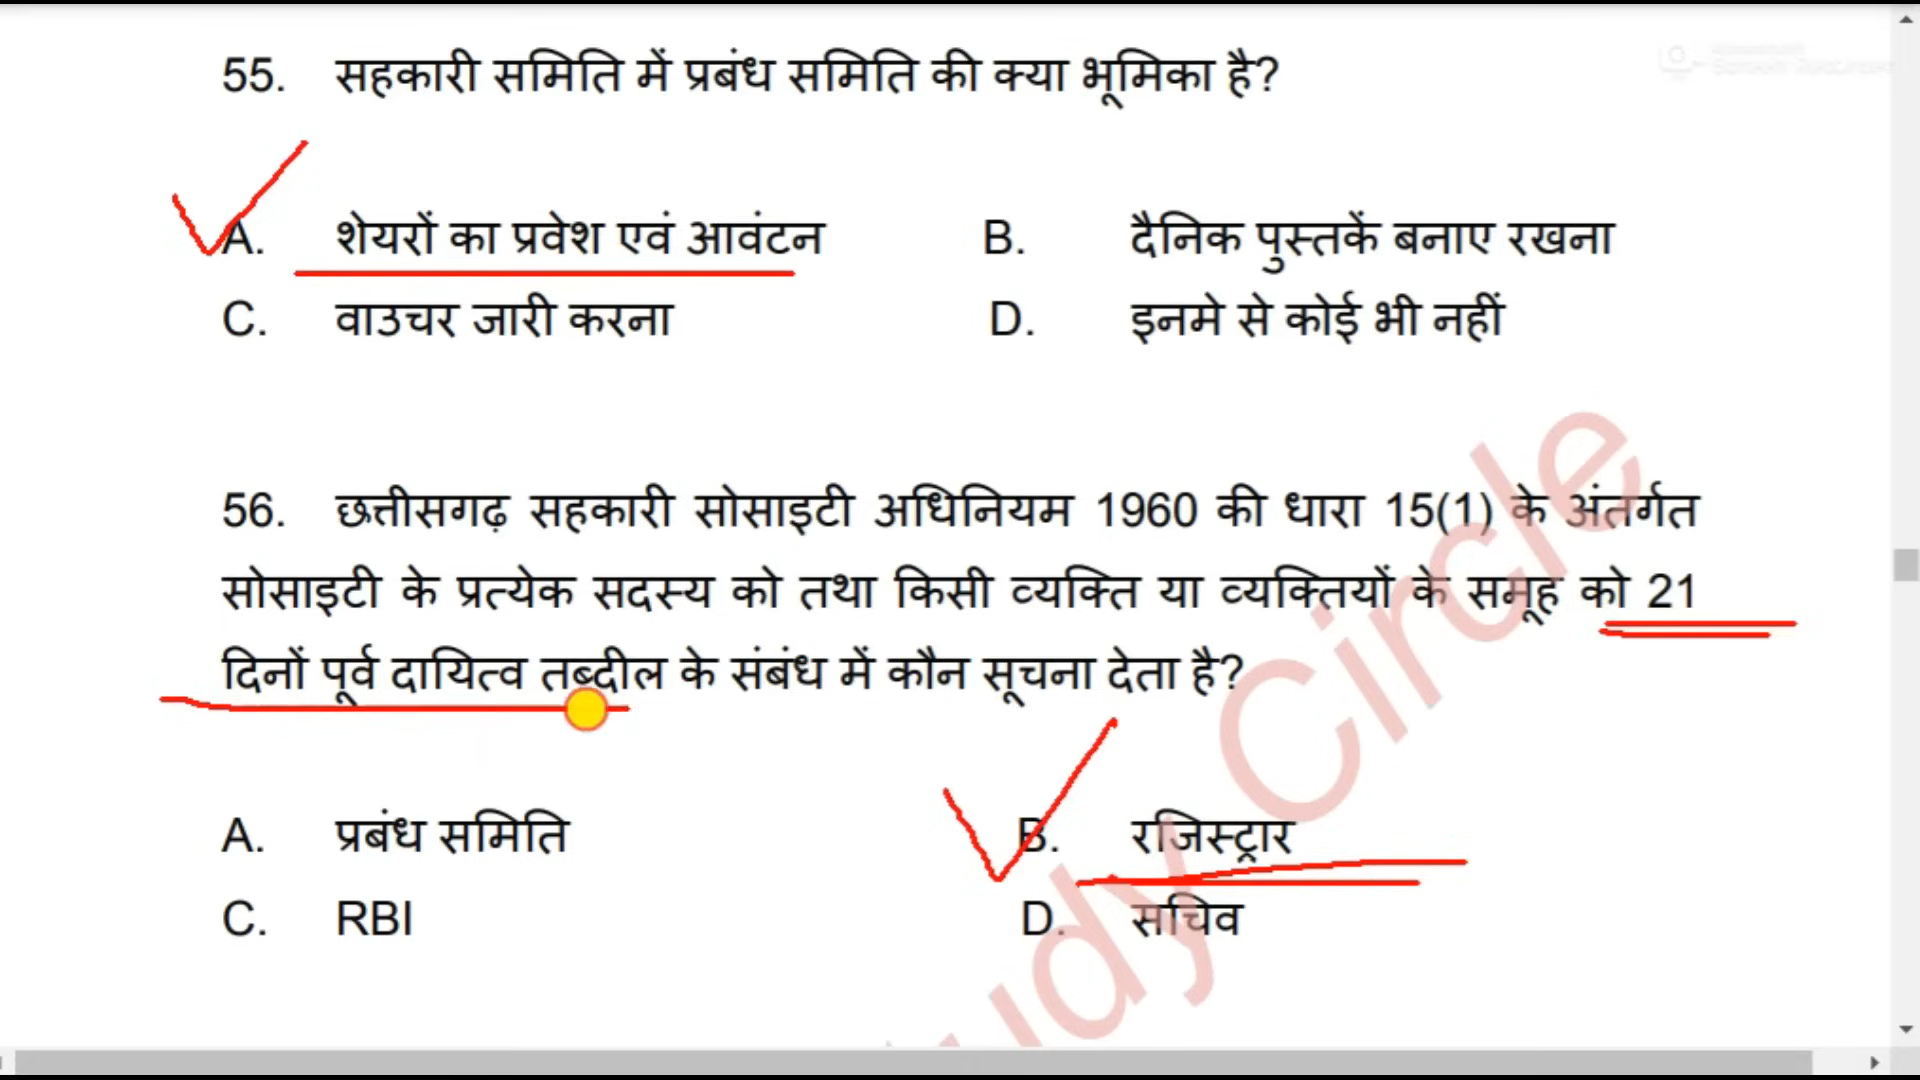 55. सहकारी समिति में प्रबंध समिति की क्या भूमिका है?
A. शेयरों का प्रवेश एवं आवंटन B. दैनिक पुस्तकें बनाए रखना
C. वाउचर जारी करना D. इनमे से कोई भी नहीं
56. छत्तीसगढ़ सहकारी सोसाइटी अधिनियम 1960 की धारा 15(1) के अंतर्गत
सोसाइटी के प्रत्येक सदस्य को तथा किसी व्यक्ति या व्यक्तियों के समूह को 21
दिनों पूर्व दायित्व तब्दील के संबंध में कौन सूचना देता है?
A. प्रबंध समिति B. रजिस्ट्रार
C. RBI D. सचिव
udy Circle